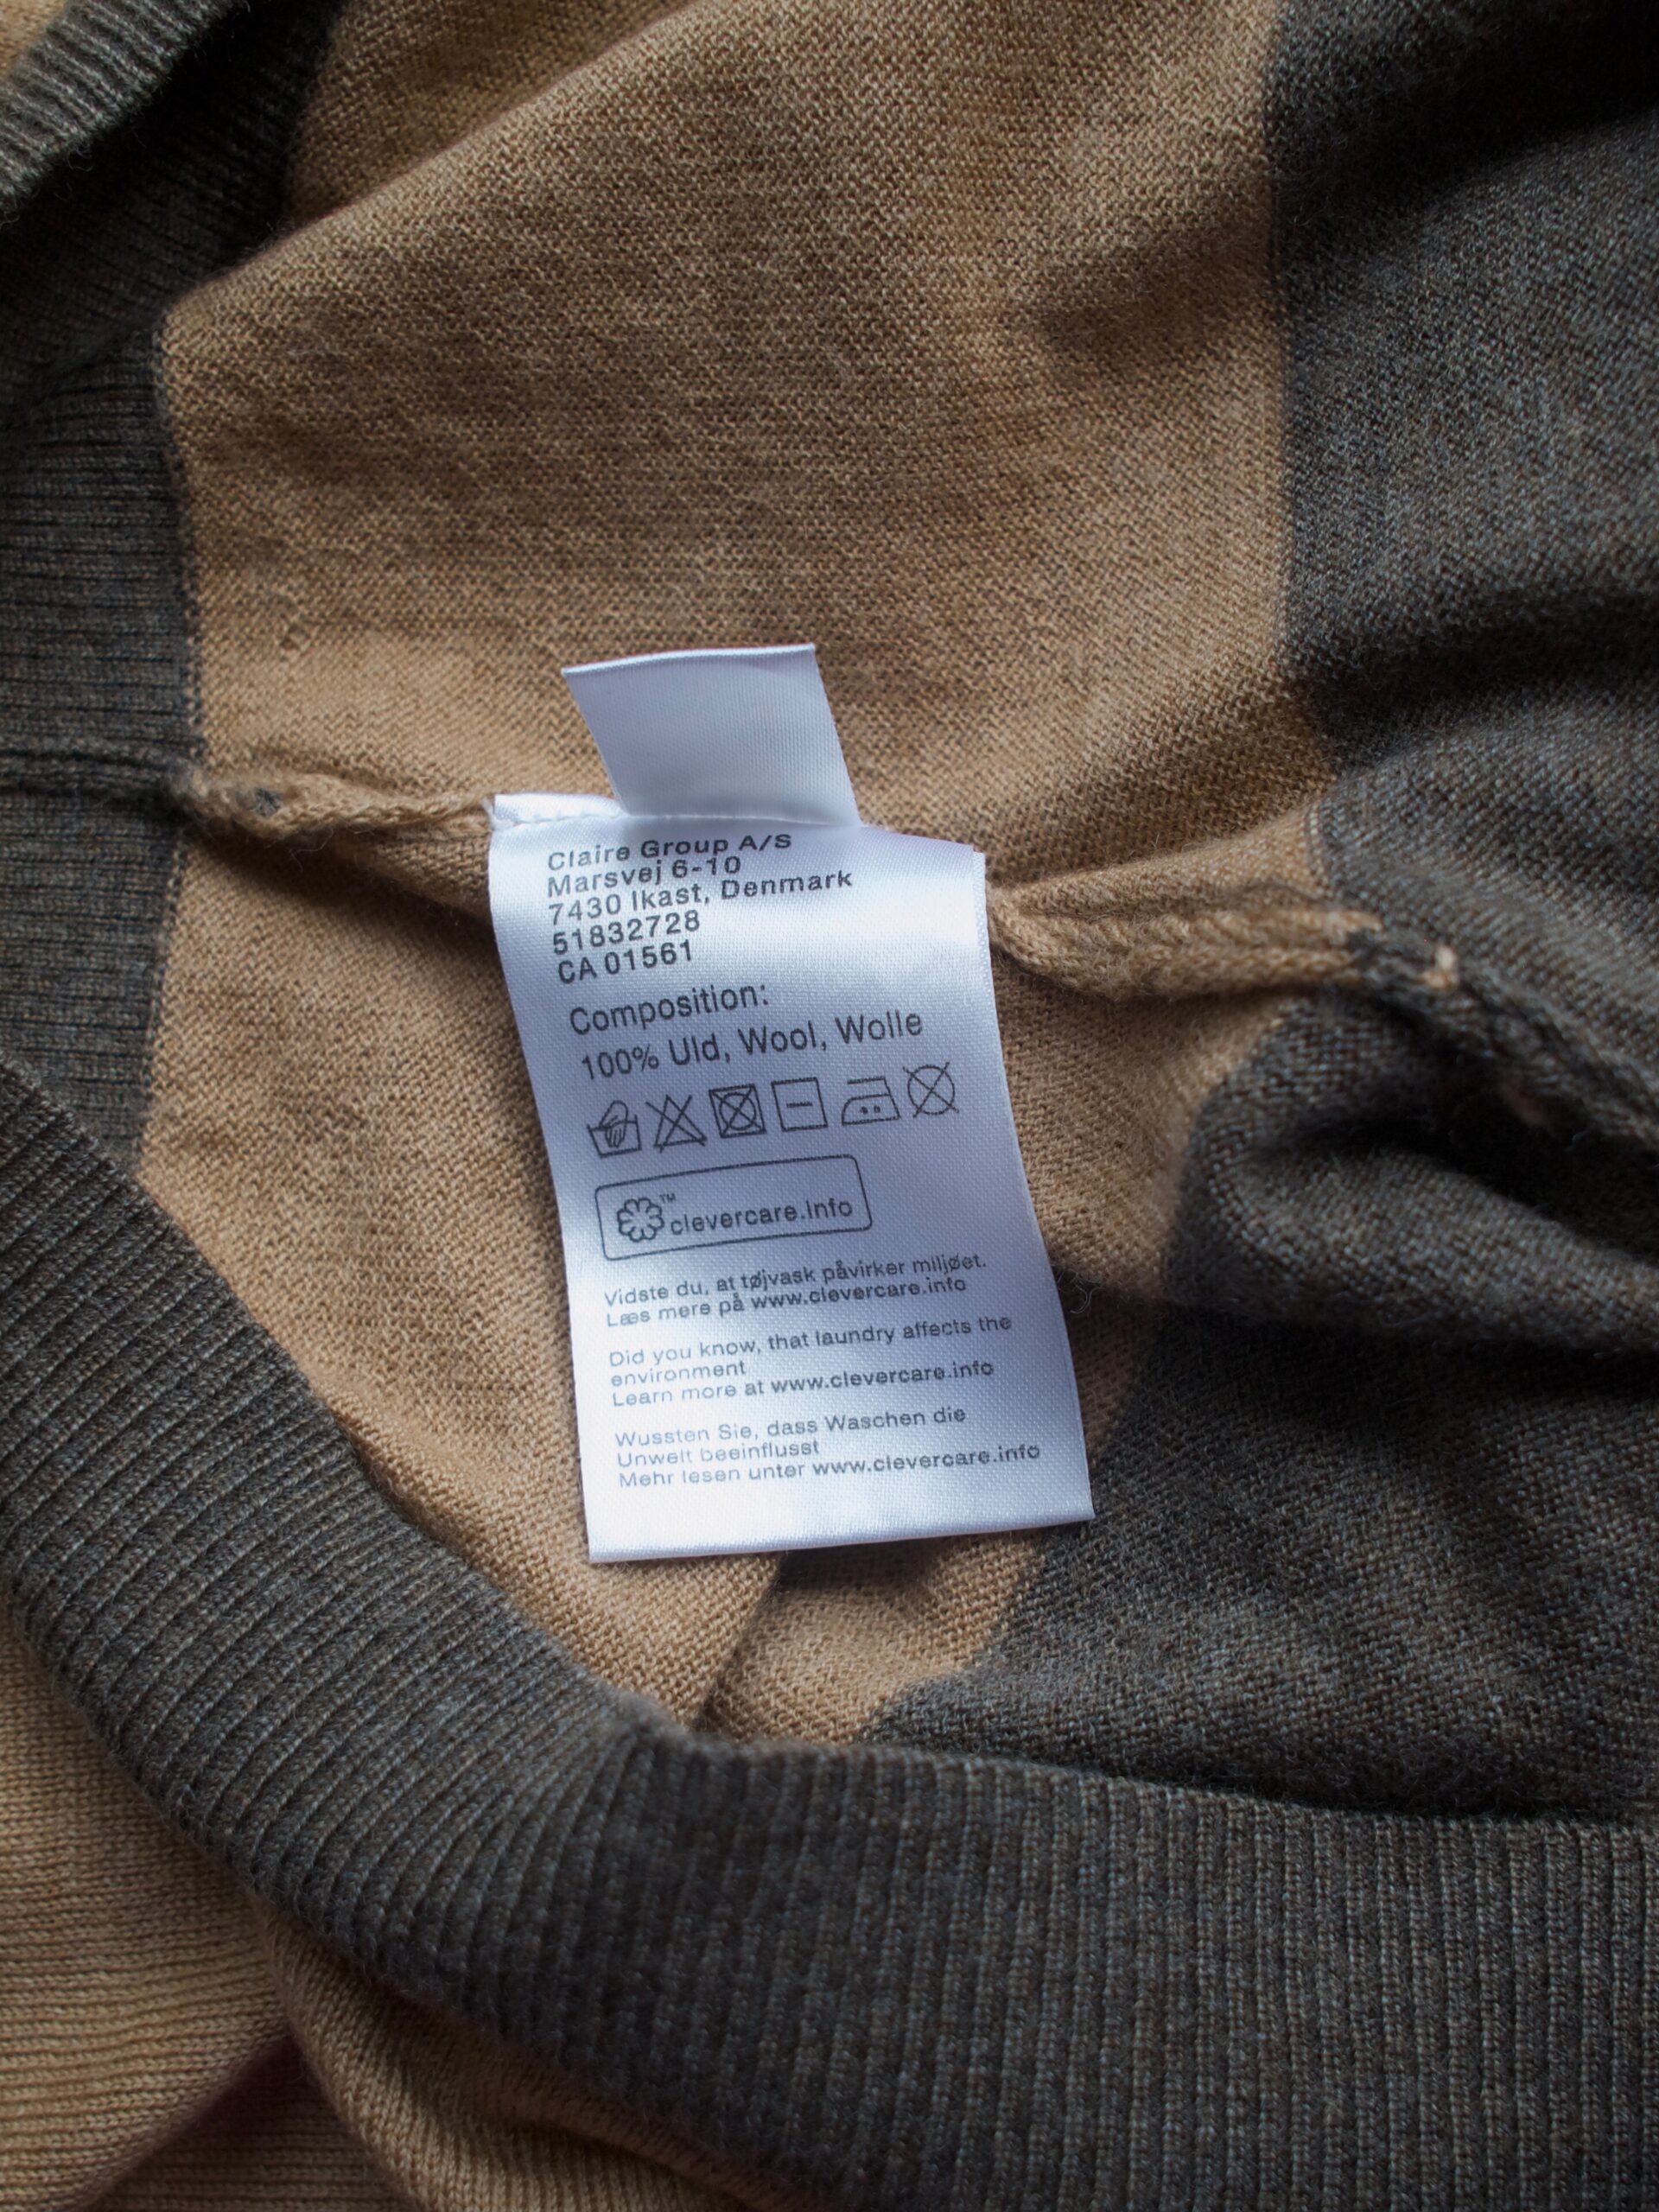 Claire Group A/S
Marsvej 6-10
7430 Ikast, Denmark
51832728
CA 01561
Composition:
100% Uld, Wool, Wolle
™
clevercare.info
Vidste du, at tøjvask påvirker miljøet.
Læs mere på www.clevercare.info
Did you know, that laundry affects the
environment
Learn more at www.clevercare.info
Wussten Sie, dass Waschen die
Unwelt beeinflusst
Mehr lesen unter www.clevercare.info